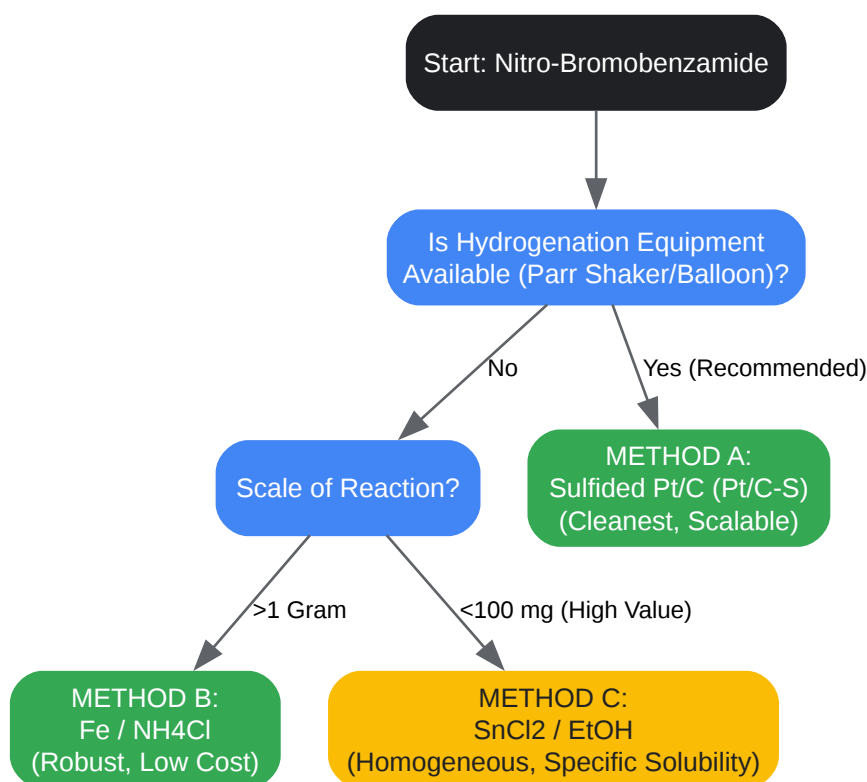 Start: Nitro-Bromobenzamide
Is Hydrogenation Equipment
Available (Parr Shaker/Balloon)?
No
Yes (Recommended)
Scale of Reaction?
METHOD A:
Sulfided Pt/C (Pt/C-S)
(Cleanest, Scalable)
>1 Gram
<100 mg (High Value)
METHOD B:
Fe / NH4Cl
(Robust, Low Cost)
METHOD C:
SnCl2 / EtOH
(Homogeneous, Specific Solubility)